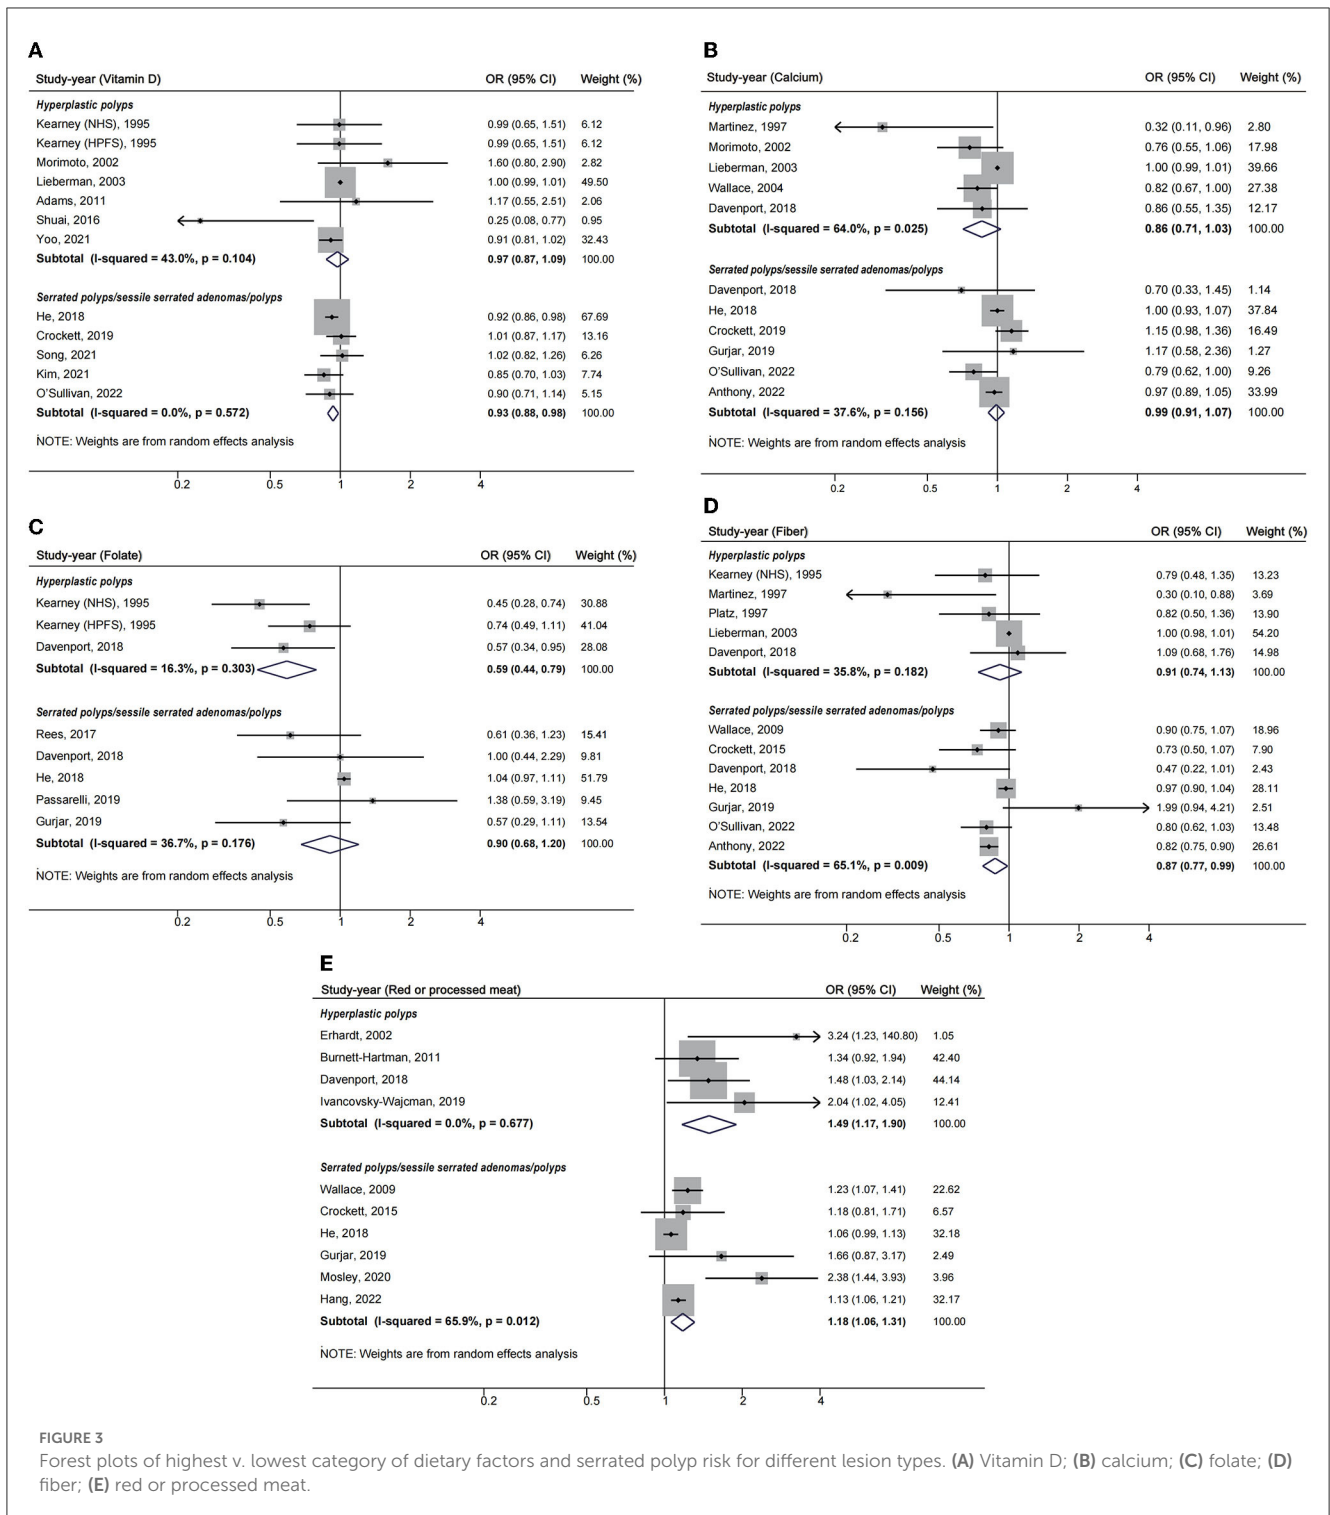 A
Study-year (Vitamin D) OR (95% CI) Weight (%)
Hyperplastic polyps
Kearney (NHS), 1995 0.99 (0.65, 1.51) 6.12
Kearney (HPFS), 1995 0.99 (0.65, 1.51) 6.12
Morimoto, 2002 1.60 (0.80, 2.90) 2.82
Lieberman, 2003 1.00 (0.99, 1.01) 49.50
Adams, 2011 1.17 (0.55, 2.51) 2.06
Shuai, 2016 0.25 (0.08, 0.77) 0.95
Yoo, 2021 0.91 (0.81, 1.02) 32.43
Subtotal (I-squared = 43.0%, p = 0.104) 0.97 (0.87, 1.09) 100.00
Serrated polyps/sessile serrated adenomas/polyps
He, 2018 0.92 (0.86, 0.98) 67.69
Crockett, 2019 1.01 (0.87, 1.17) 13.16
Song, 2021 1.02 (0.82, 1.26) 6.26
Kim, 2021 0.85 (0.70, 1.03) 7.74
O'Sullivan, 2022 0.90 (0.71, 1.14) 5.15
Subtotal (I-squared = 0.0%, p = 0.572) 0.93 (0.88, 0.98) 100.00
NOTE: Weights are from random effects analysis
0.2 0.5 1 2 4
B
Study-year (Calcium) OR (95% CI) Weight (%)
Hyperplastic polyps
Martinez, 1997 0.32 (0.11, 0.96) 2.80
Morimoto, 2002 0.76 (0.55, 1.06) 17.98
Lieberman, 2003 1.00 (0.99, 1.01) 39.66
Wallace, 2004 0.82 (0.67, 1.00) 27.38
Davenport, 2018 0.86 (0.55, 1.35) 12.17
Subtotal (I-squared = 64.0%, p = 0.025) 0.86 (0.71, 1.03) 100.00
Serrated polyps/sessile serrated adenomas/polyps
Davenport, 2018 0.70 (0.33, 1.45) 1.14
He, 2018 1.00 (0.93, 1.07) 37.84
Crockett, 2019 1.15 (0.98, 1.36) 16.49
Gurjar, 2019 1.17 (0.58, 2.36) 1.27
O'Sullivan, 2022 0.79 (0.62, 1.00) 9.26
Anthony, 2022 0.97 (0.89, 1.05) 33.99
Subtotal (I-squared = 37.6%, p = 0.156) 0.99 (0.91, 1.07) 100.00
NOTE: Weights are from random effects analysis
0.2 0.5 1 2 4
C
Study-year (Folate) OR (95% CI) Weight (%)
Hyperplastic polyps
Kearney (NHS), 1995 0.45 (0.28, 0.74) 30.88
Kearney (HPFS), 1995 0.74 (0.49, 1.11) 41.04
Davenport, 2018 0.57 (0.34, 0.95) 28.08
Subtotal (I-squared = 16.3%, p = 0.303) 0.59 (0.44, 0.79) 100.00
Serrated polyps/sessile serrated adenomas/polyps
Rees, 2017 0.61 (0.36, 1.23) 15.41
Davenport, 2018 1.00 (0.44, 2.29) 9.81
He, 2018 1.04 (0.97, 1.11) 51.79
Passarelli, 2019 1.38 (0.59, 3.19) 9.45
Gurjar, 2019 0.57 (0.29, 1.11) 13.54
Subtotal (I-squared = 36.7%, p = 0.176) 0.90 (0.68, 1.20) 100.00
NOTE: Weights are from random effects analysis
0.2 0.5 1 2 4
D
Study-year (Fiber) OR (95% CI) Weight (%)
Hyperplastic polyps
Kearney (NHS), 1995 0.79 (0.48, 1.35) 13.23
Martinez, 1997 0.30 (0.10, 0.88) 3.69
Platz, 1997 0.82 (0.50, 1.36) 13.90
Lieberman, 2003 1.00 (0.98, 1.01) 54.20
Davenport, 2018 1.09 (0.68, 1.76) 14.98
Subtotal (I-squared = 35.8%, p = 0.182) 0.91 (0.74, 1.13) 100.00
Serrated polyps/sessile serrated adenomas/polyps
Wallace, 2009 0.90 (0.75, 1.07) 18.96
Crockett, 2015 0.73 (0.50, 1.07) 7.90
Davenport, 2018 0.47 (0.22, 1.01) 2.43
He, 2018 0.97 (0.90, 1.04) 28.11
Gurjar, 2019 1.99 (0.94, 4.21) 2.51
O'Sullivan, 2022 0.80 (0.62, 1.03) 13.48
Anthony, 2022 0.82 (0.75, 0.90) 26.61
Subtotal (I-squared = 65.1%, p = 0.009) 0.87 (0.77, 0.99) 100.00
NOTE: Weights are from random effects analysis
0.2 0.5 1 2 4
E
Study-year (Red or processed meat) OR (95% CI) Weight (%)
Hyperplastic polyps
Erhardt, 2002 3.24 (1.23, 140.80) 1.05
Burnett-Hartman, 2011 1.34 (0.92, 1.94) 42.40
Davenport, 2018 1.48 (1.03, 2.14) 44.14
Ivancovsky-Wajcman, 2019 2.04 (1.02, 4.05) 12.41
Subtotal (I-squared = 0.0%, p = 0.677) 1.49 (1.17, 1.90) 100.00
Serrated polyps/sessile serrated adenomas/polyps
Wallace, 2009 1.23 (1.07, 1.41) 22.62
Crockett, 2015 1.18 (0.81, 1.71) 6.57
He, 2018 1.06 (0.99, 1.13) 32.18
Gurjar, 2019 1.66 (0.87, 3.17) 2.49
Mosley, 2020 2.38 (1.44, 3.93) 3.96
Hang, 2022 1.13 (1.06, 1.21) 32.17
Subtotal (I-squared = 65.9%, p = 0.012) 1.18 (1.06, 1.31) 100.00
NOTE: Weights are from random effects analysis
0.2 0.5 1 2 4
FIGURE 3
Forest plots of highest v. lowest category of dietary factors and serrated polyp risk for different lesion types. (A) Vitamin D; (B) calcium; (C) folate; (D)
fiber; (E) red or processed meat.